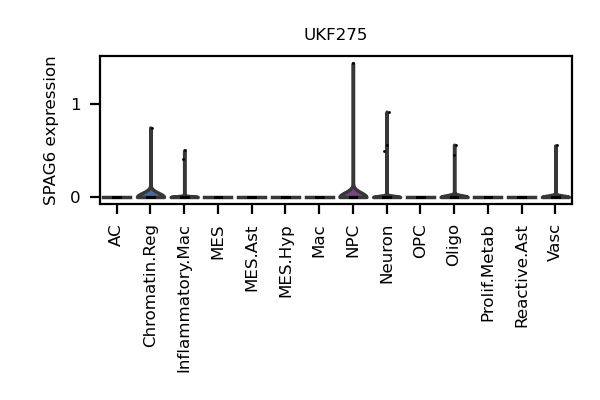 UKF275
SPAG6 expression
1
0
AC
Chromatin.Reg
Inflammatory.Mac
MES
MES.Ast
MES.Hyp
Mac
NPC
Neuron
OPC
Oligo
Prolif.Metab
Reactive.Ast
Vasc